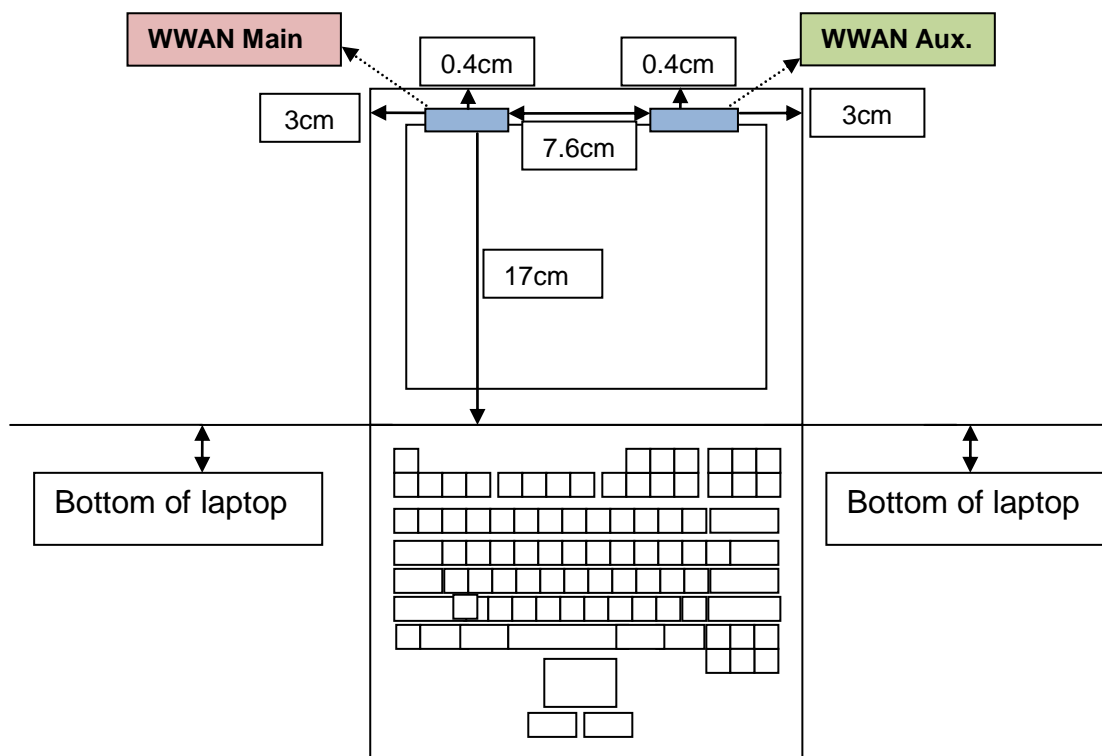 WWAN Main
WWAN Aux.
0.4cm
0.4cm
3cm
3cm
7.6cm
17cm
Bottom of laptop
Bottom of laptop